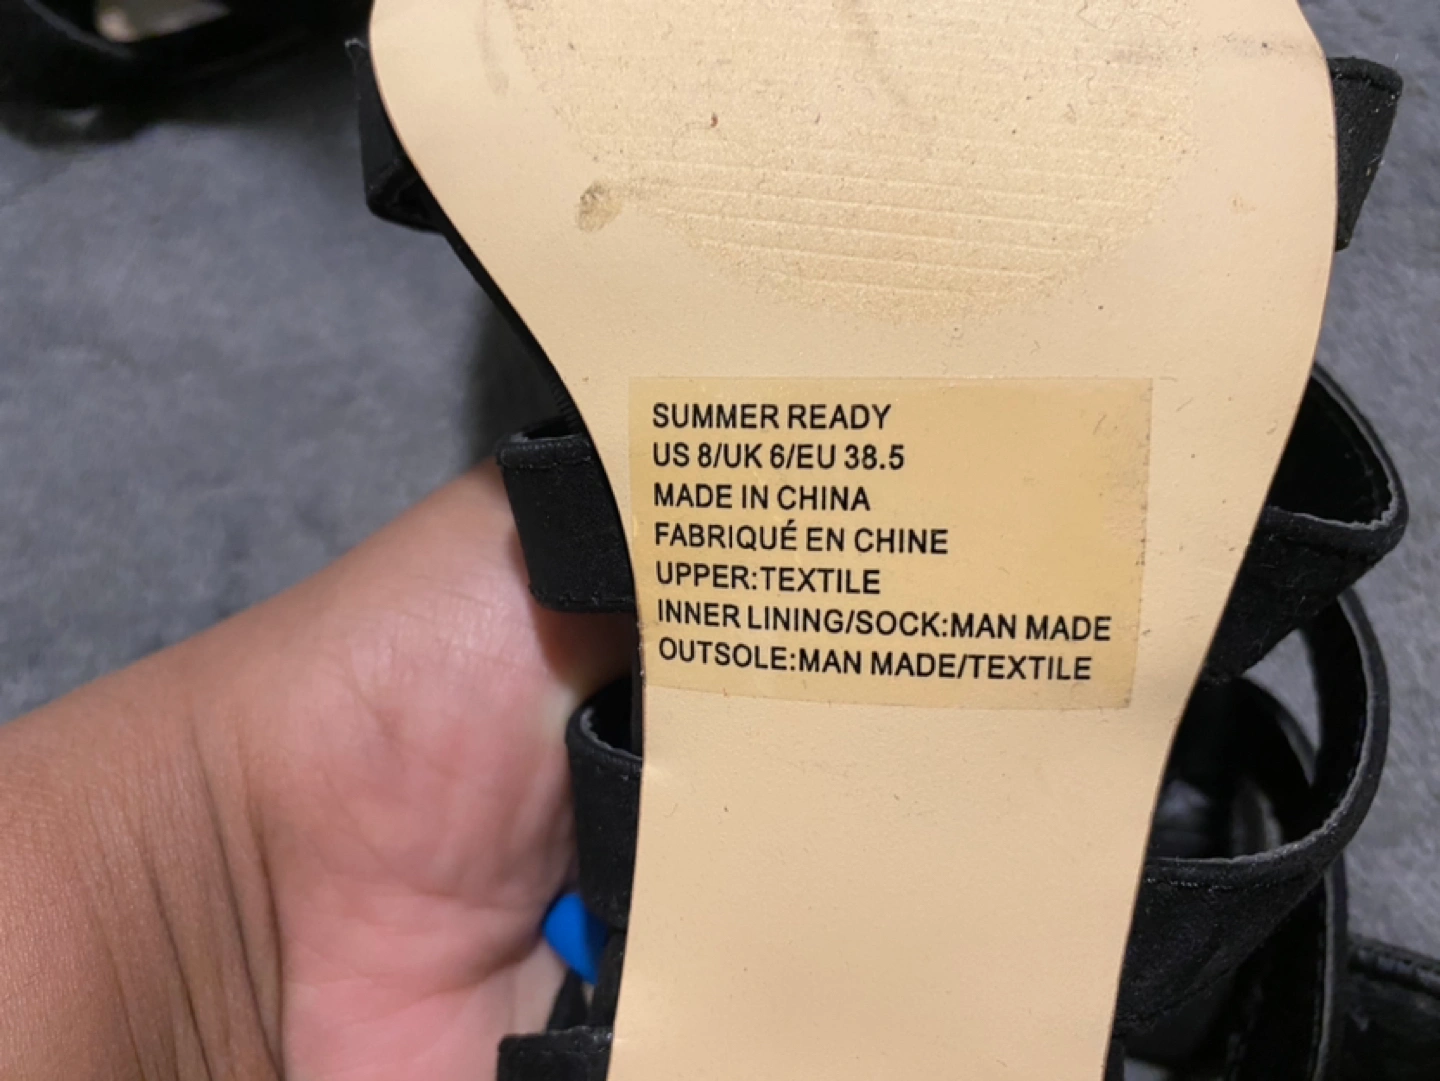 SUMMER READY
US 8/UK 6/EU 38.5
MADE IN CHINA
FABRIQUÉ EN CHINE
UPPER:TEXTILE
INNER LINING/SOCK:MAN MADE
OUTSOLE:MAN MADE/TEXTILE